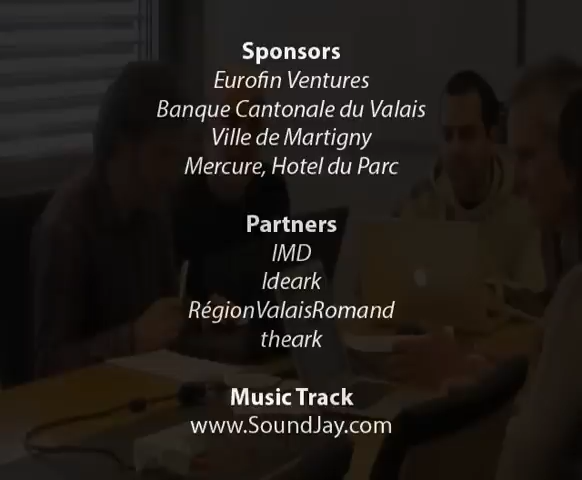 Sponsors
Eurofin Ventures
Banque Cantonale du Valais
Ville de Martigny
Mercure, Hotel du Parc
Partners
IMD
Ideark
RégionValaisRomand
theark
Music Track
www.SoundJay.com